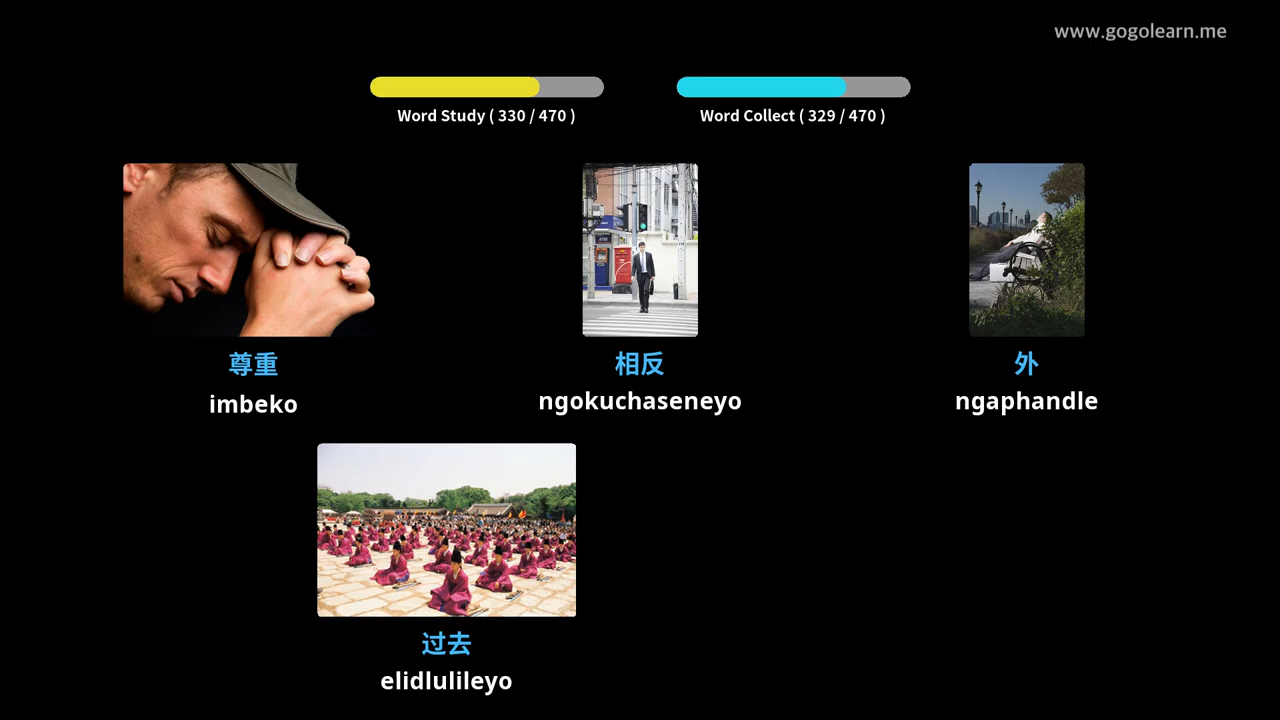 www.gogolearn.me
Word Study ( 330 / 470 )
Word Collect ( 329 / 470 )
尊重
imbeko
相反
ngokuchaseneyo
外
ngaphandle
过去
elidlulileyo